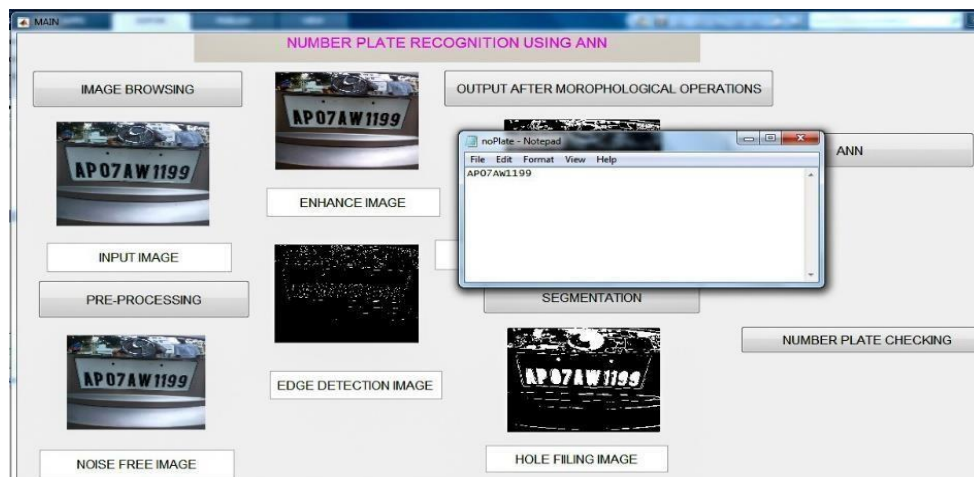 MAIN
NUMBER PLATE RECOGNITION USING ANN
IMAGE BROWSING
AP07AW1199
INPUT IMAGE
PRE-PROCESSING
AP07AW1199
NOISE FREE IMAGE
AP07AW1199
ENHANCE IMAGE
EDGE DETECTION IMAGE
OUTPUT AFTER MOROPHOLOGICAL OPERATIONS
noPlate - Notepad
File Edit Format View Help
AP07AW1199
SEGMENTATION
AP07AW1199
HOLE FIILING IMAGE
ANN
NUMBER PLATE CHECKING